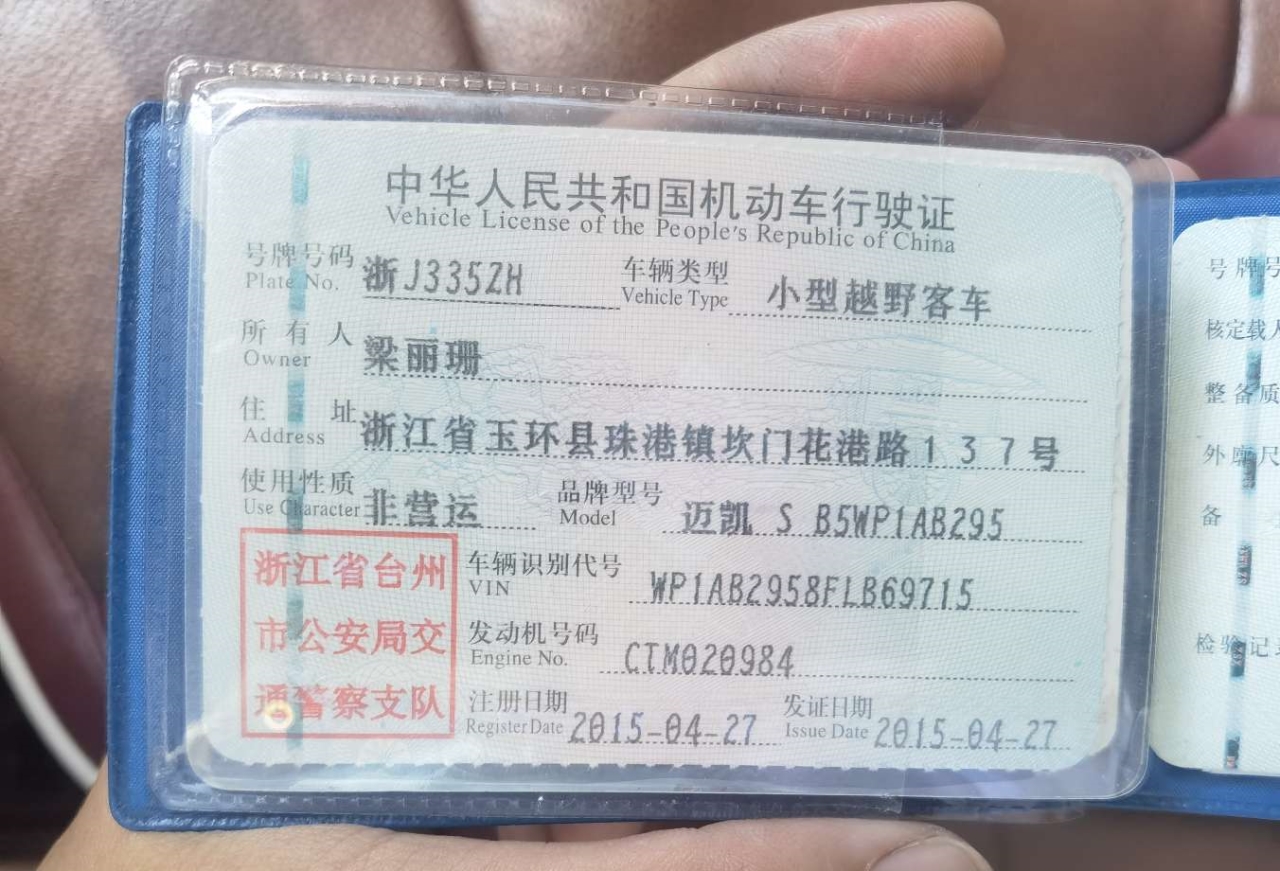 中华人民共和国机动车行驶证
Vehicle License of the People's Republic of China
号牌号码 浙J335ZH 车辆类型 小型越野客车
Plate No. Vehicle Type
所有人 梁丽珊
Owner
住址 浙江省玉环县珠港镇坎门花港路137号
Address
使用性质 非营运 品牌型号 迈凯 S B5WP1AB295
Use Character Model
浙江省台州
市公安局交
通警察支队
车辆识别代号 WP1AB2958FLB69715
VIN
发动机号码 CTM020984
Engine No.
注册日期 2015-04-27 发证日期 2015-04-27
Register Date Issue Date
号牌号
核定载人
整备质
外廓尺
备
检验记